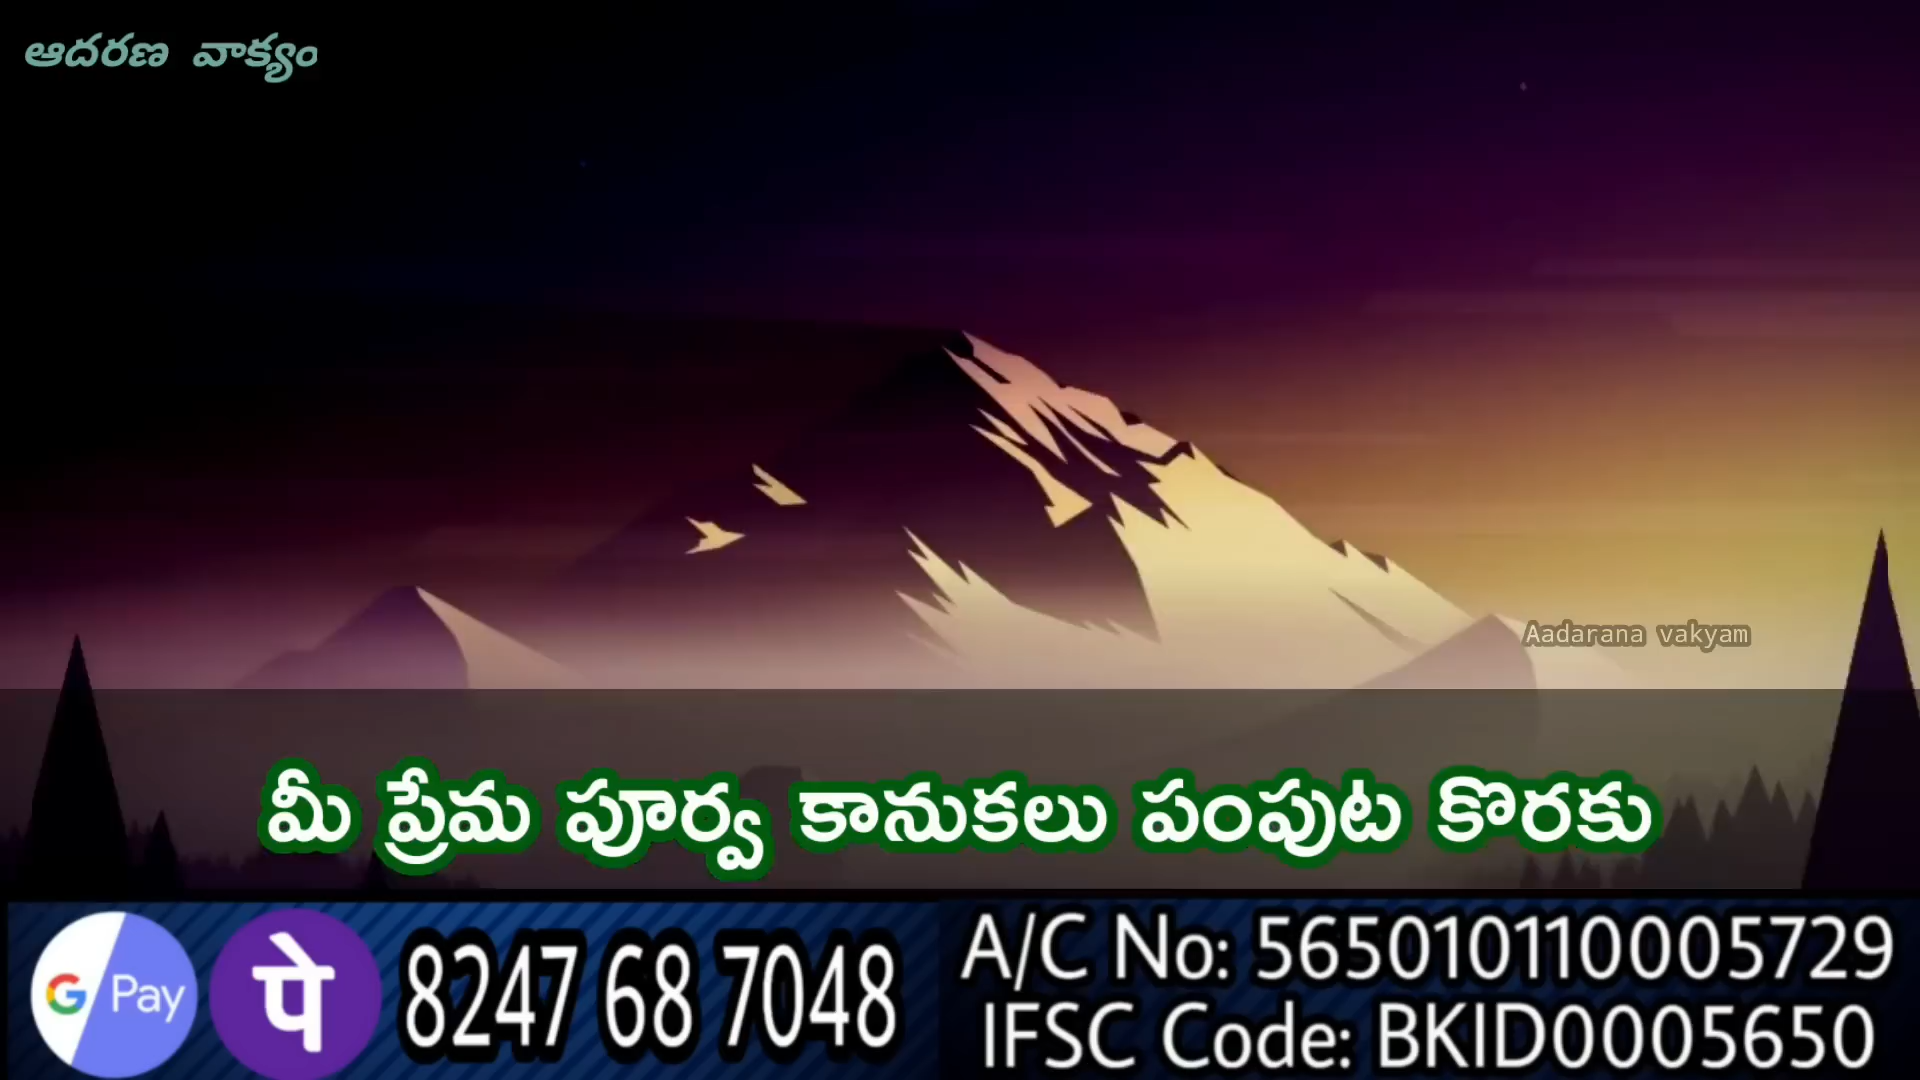 ఆదరణ వాక్యం
Aadarana vakyam
మీ ప్రేమ పూర్వ కానుకలు పంపుట కొరకు
G Pay
पे
8247 68 7048
A/C No: 565010110005729
IFSC Code: BKID0005650